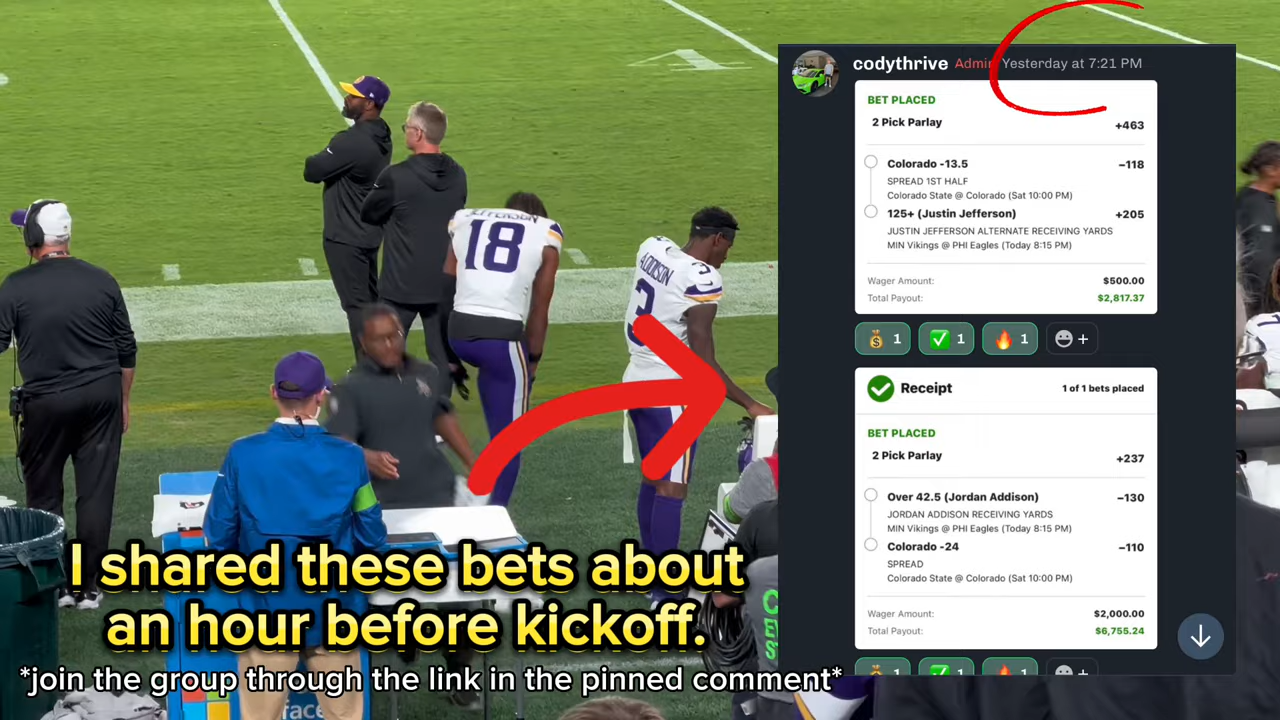 codythrive Admin Yesterday at 7:21 PM
BET PLACED
2 Pick Parlay +463
Colorado -13.5 −118
SPREAD 1ST HALF
Colorado State @ Colorado (Sat 10:00 PM)
125+ (Justin Jefferson) +205
JUSTIN JEFFERSON ALTERNATE RECEIVING YARDS
MIN Vikings @ PHI Eagles (Today 8:15 PM)
Wager Amount: $500.00
Total Payout: $2,817.37
1 1 1 +
Receipt 1 of 1 bets placed
BET PLACED
2 Pick Parlay +237
Over 42.5 (Jordan Addison) −130
JORDAN ADDISON RECEIVING YARDS
MIN Vikings @ PHI Eagles (Today 8:15 PM)
Colorado -24 −110
SPREAD
Colorado State @ Colorado (Sat 10:00 PM)
Wager Amount: $2,000.00
Total Payout: $6,755.24
1 1 1 +
JEFFERSON
18
ADDISON
3
I shared these bets about
an hour before kickoff.
*join the group through the link in the pinned comment*
face